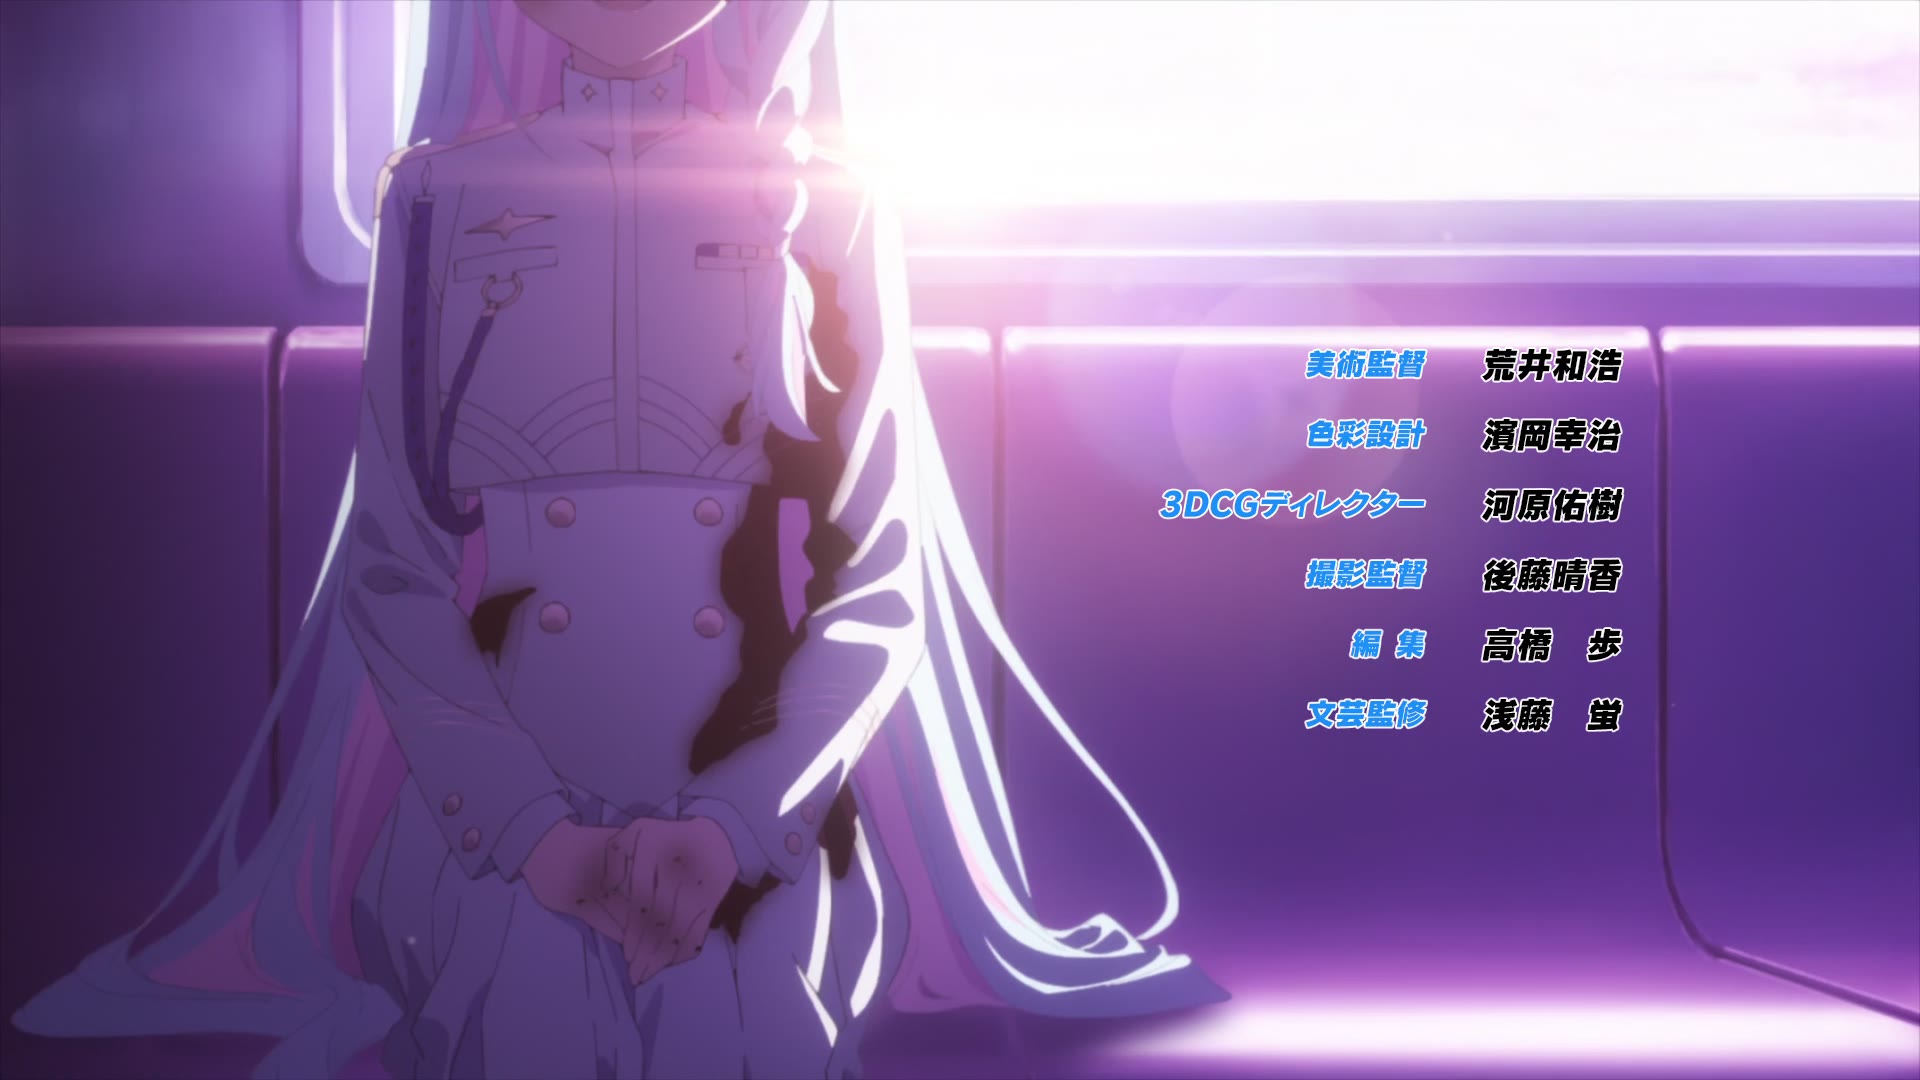 美術監督 荒井和浩
色彩設計 濱岡幸治
3DCGディレクター 河原佑樹
撮影監督 後藤晴香
編 集 高橋 歩
文芸監修 浅藤 蛍